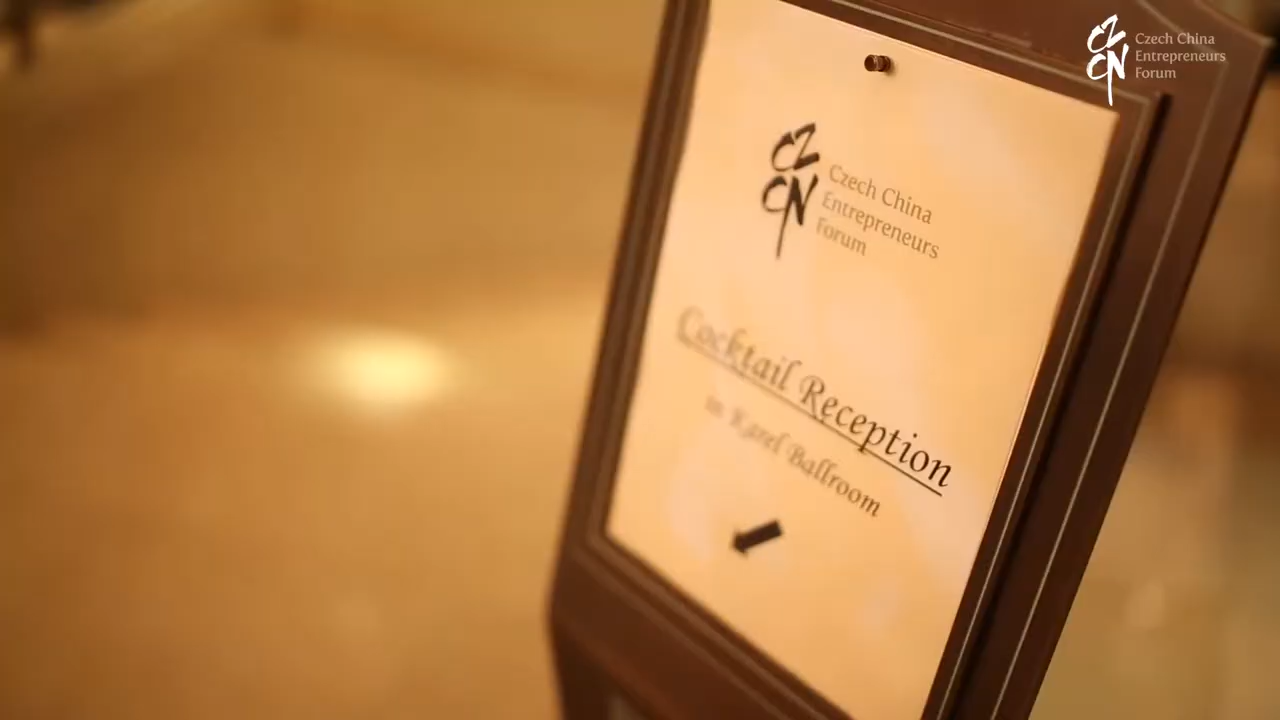 CZ
CN
Czech China
Entrepreneurs
Forum
CZ
CN
Czech China
Entrepreneurs
Forum
Cocktail Reception
in Karel Ballroom